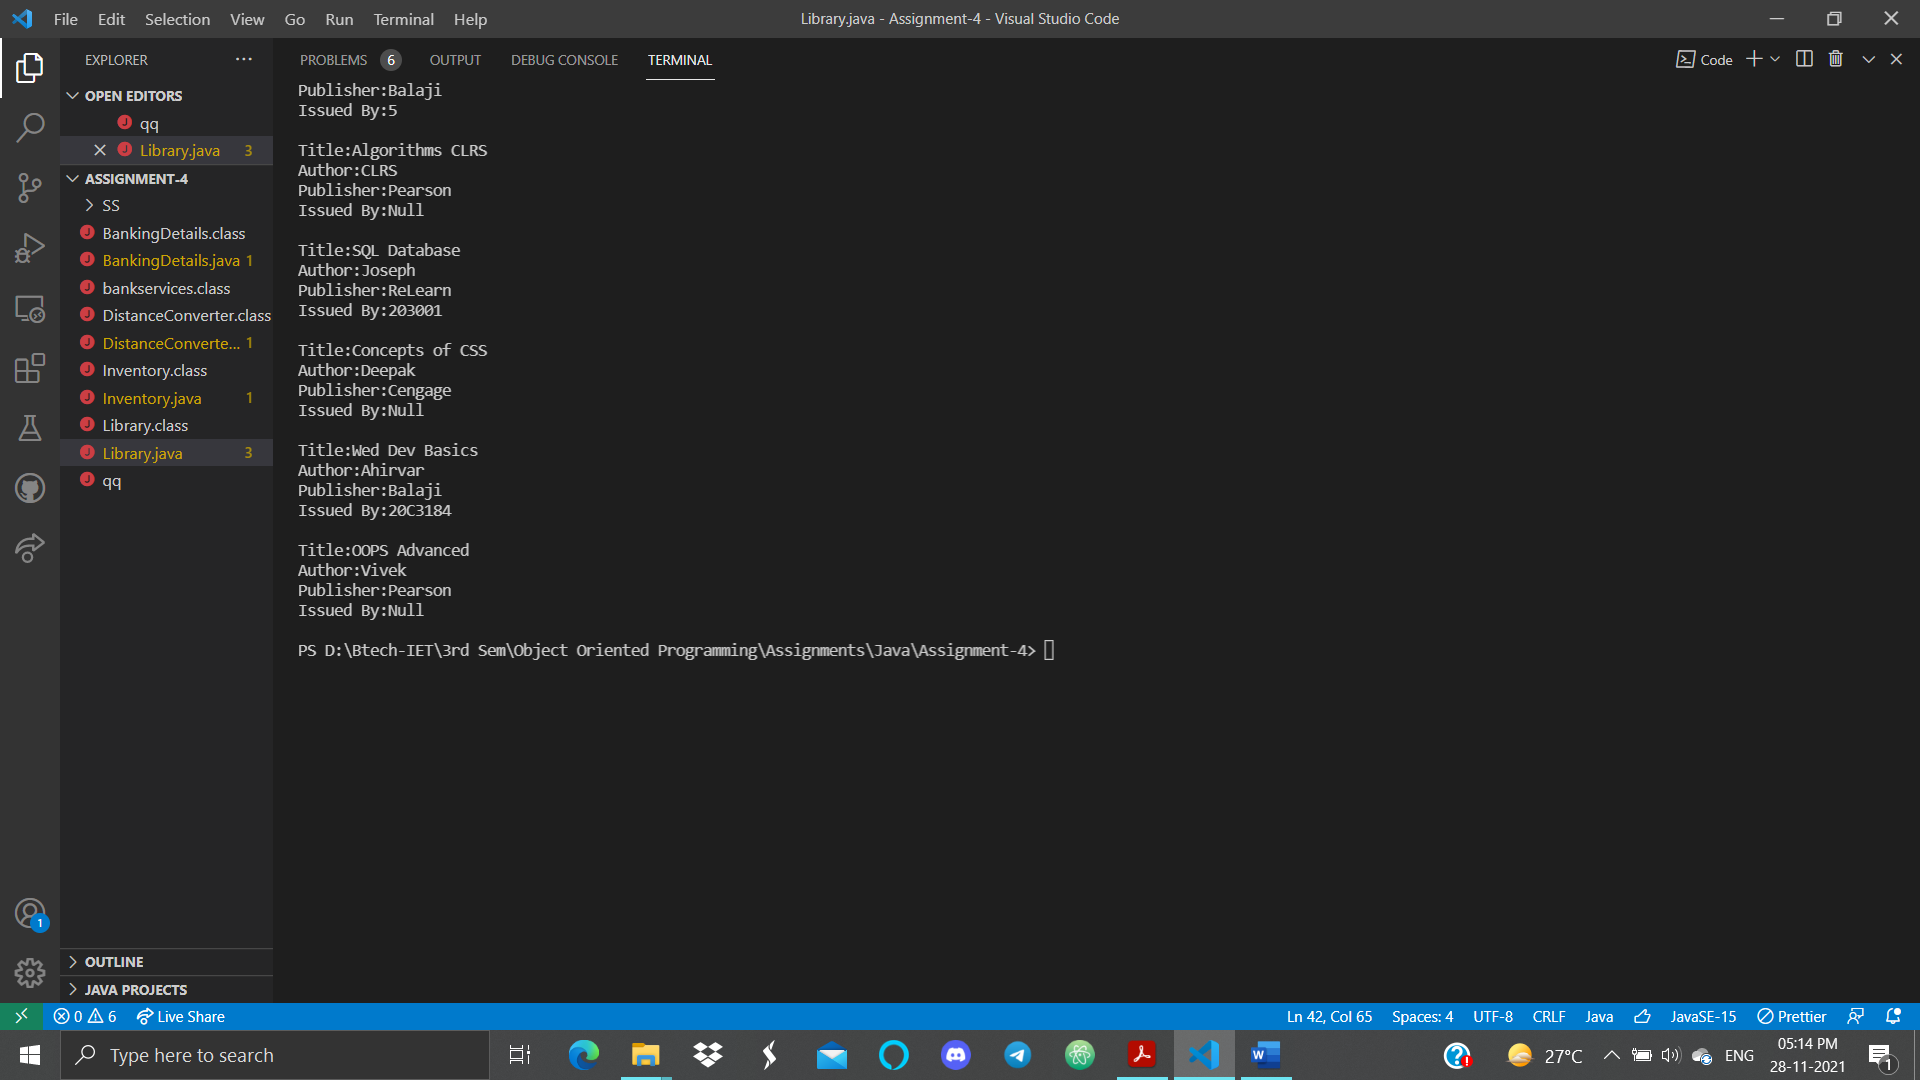 File Edit Selection View Go Run Terminal Help
Library.java - Assignment-4 - Visual Studio Code
EXPLORER
OPEN EDITORS
qq
Library.java 3
ASSIGNMENT-4
SS
BankingDetails.class
BankingDetails.java 1
bankservices.class
DistanceConverter.class
DistanceConverte... 1
Inventory.class
Inventory.java 1
Library.class
Library.java 3
qq
OUTLINE
JAVA PROJECTS
PROBLEMS 6 OUTPUT DEBUG CONSOLE TERMINAL
Code
Publisher:Balaji
Issued By:5
Title:Algorithms CLRS
Author:CLRS
Publisher:Pearson
Issued By:Null
Title:SQL Database
Author:Joseph
Publisher:ReLearn
Issued By:203001
Title:Concepts of CSS
Author:Deepak
Publisher:Cengage
Issued By:Null
Title:Wed Dev Basics
Author:Ahirvar
Publisher:Balaji
Issued By:20C3184
Title:OOPS Advanced
Author:Vivek
Publisher:Pearson
Issued By:Null
PS D:\Btech-IET\3rd Sem\Object Oriented Programming\Assignments\Java\Assignment-4>
1
0 6 Live Share
Ln 42, Col 65 Spaces: 4 UTF-8 CRLF Java JavaSE-15 Prettier
Type here to search
27°C
ENG
05:14 PM
28-11-2021
1